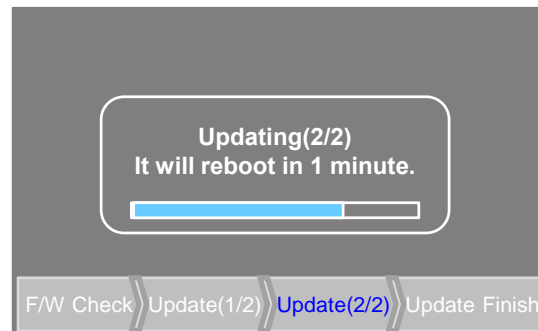 Updating(2/2)
It will reboot in 1 minute.
F/W Check Update(1/2) Update(2/2) Update Finish